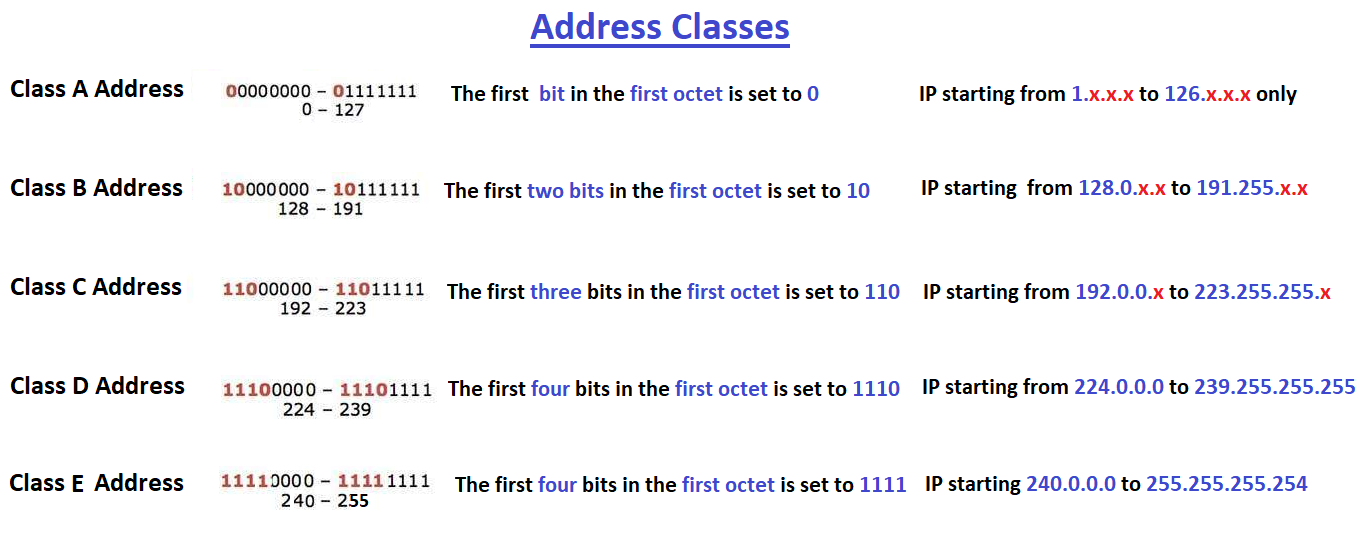 Address Classes
Class A Address 00000000 – 01111111 The first bit in the first octet is set to 0 IP starting from 1.x.x.x to 126.x.x.x only
0 – 127
Class B Address 10000000 – 10111111 The first two bits in the first octet is set to 10 IP starting from 128.0.x.x to 191.255.x.x
128 – 191
Class C Address 11000000 – 11011111 The first three bits in the first octet is set to 110 IP starting from 192.0.0.x to 223.255.255.x
192 – 223
Class D Address 11100000 – 11101111 The first four bits in the first octet is set to 1110 IP starting from 224.0.0.0 to 239.255.255.255
224 – 239
Class E Address 11110000 – 11111111 The first four bits in the first octet is set to 1111 IP starting 240.0.0.0 to 255.255.255.254
240 – 255